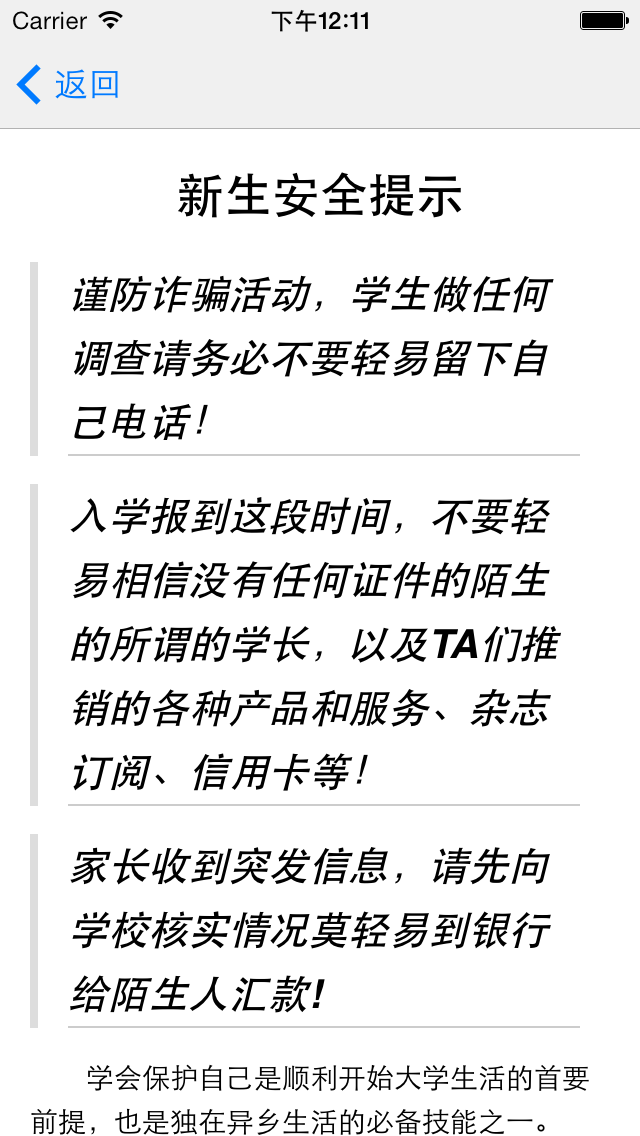 Carrier 下午12:11
返回
新生安全提示
谨防诈骗活动，学生做任何
调查请务必不要轻易留下自
己电话！
入学报到这段时间，不要轻
易相信没有任何证件的陌生
的所谓的学长，以及TA们推
销的各种产品和服务、杂志
订阅、信用卡等！
家长收到突发信息，请先向
学校核实情况莫轻易到银行
给陌生人汇款!
学会保护自己是顺利开始大学生活的首要
前提，也是独在异乡生活的必备技能之一。